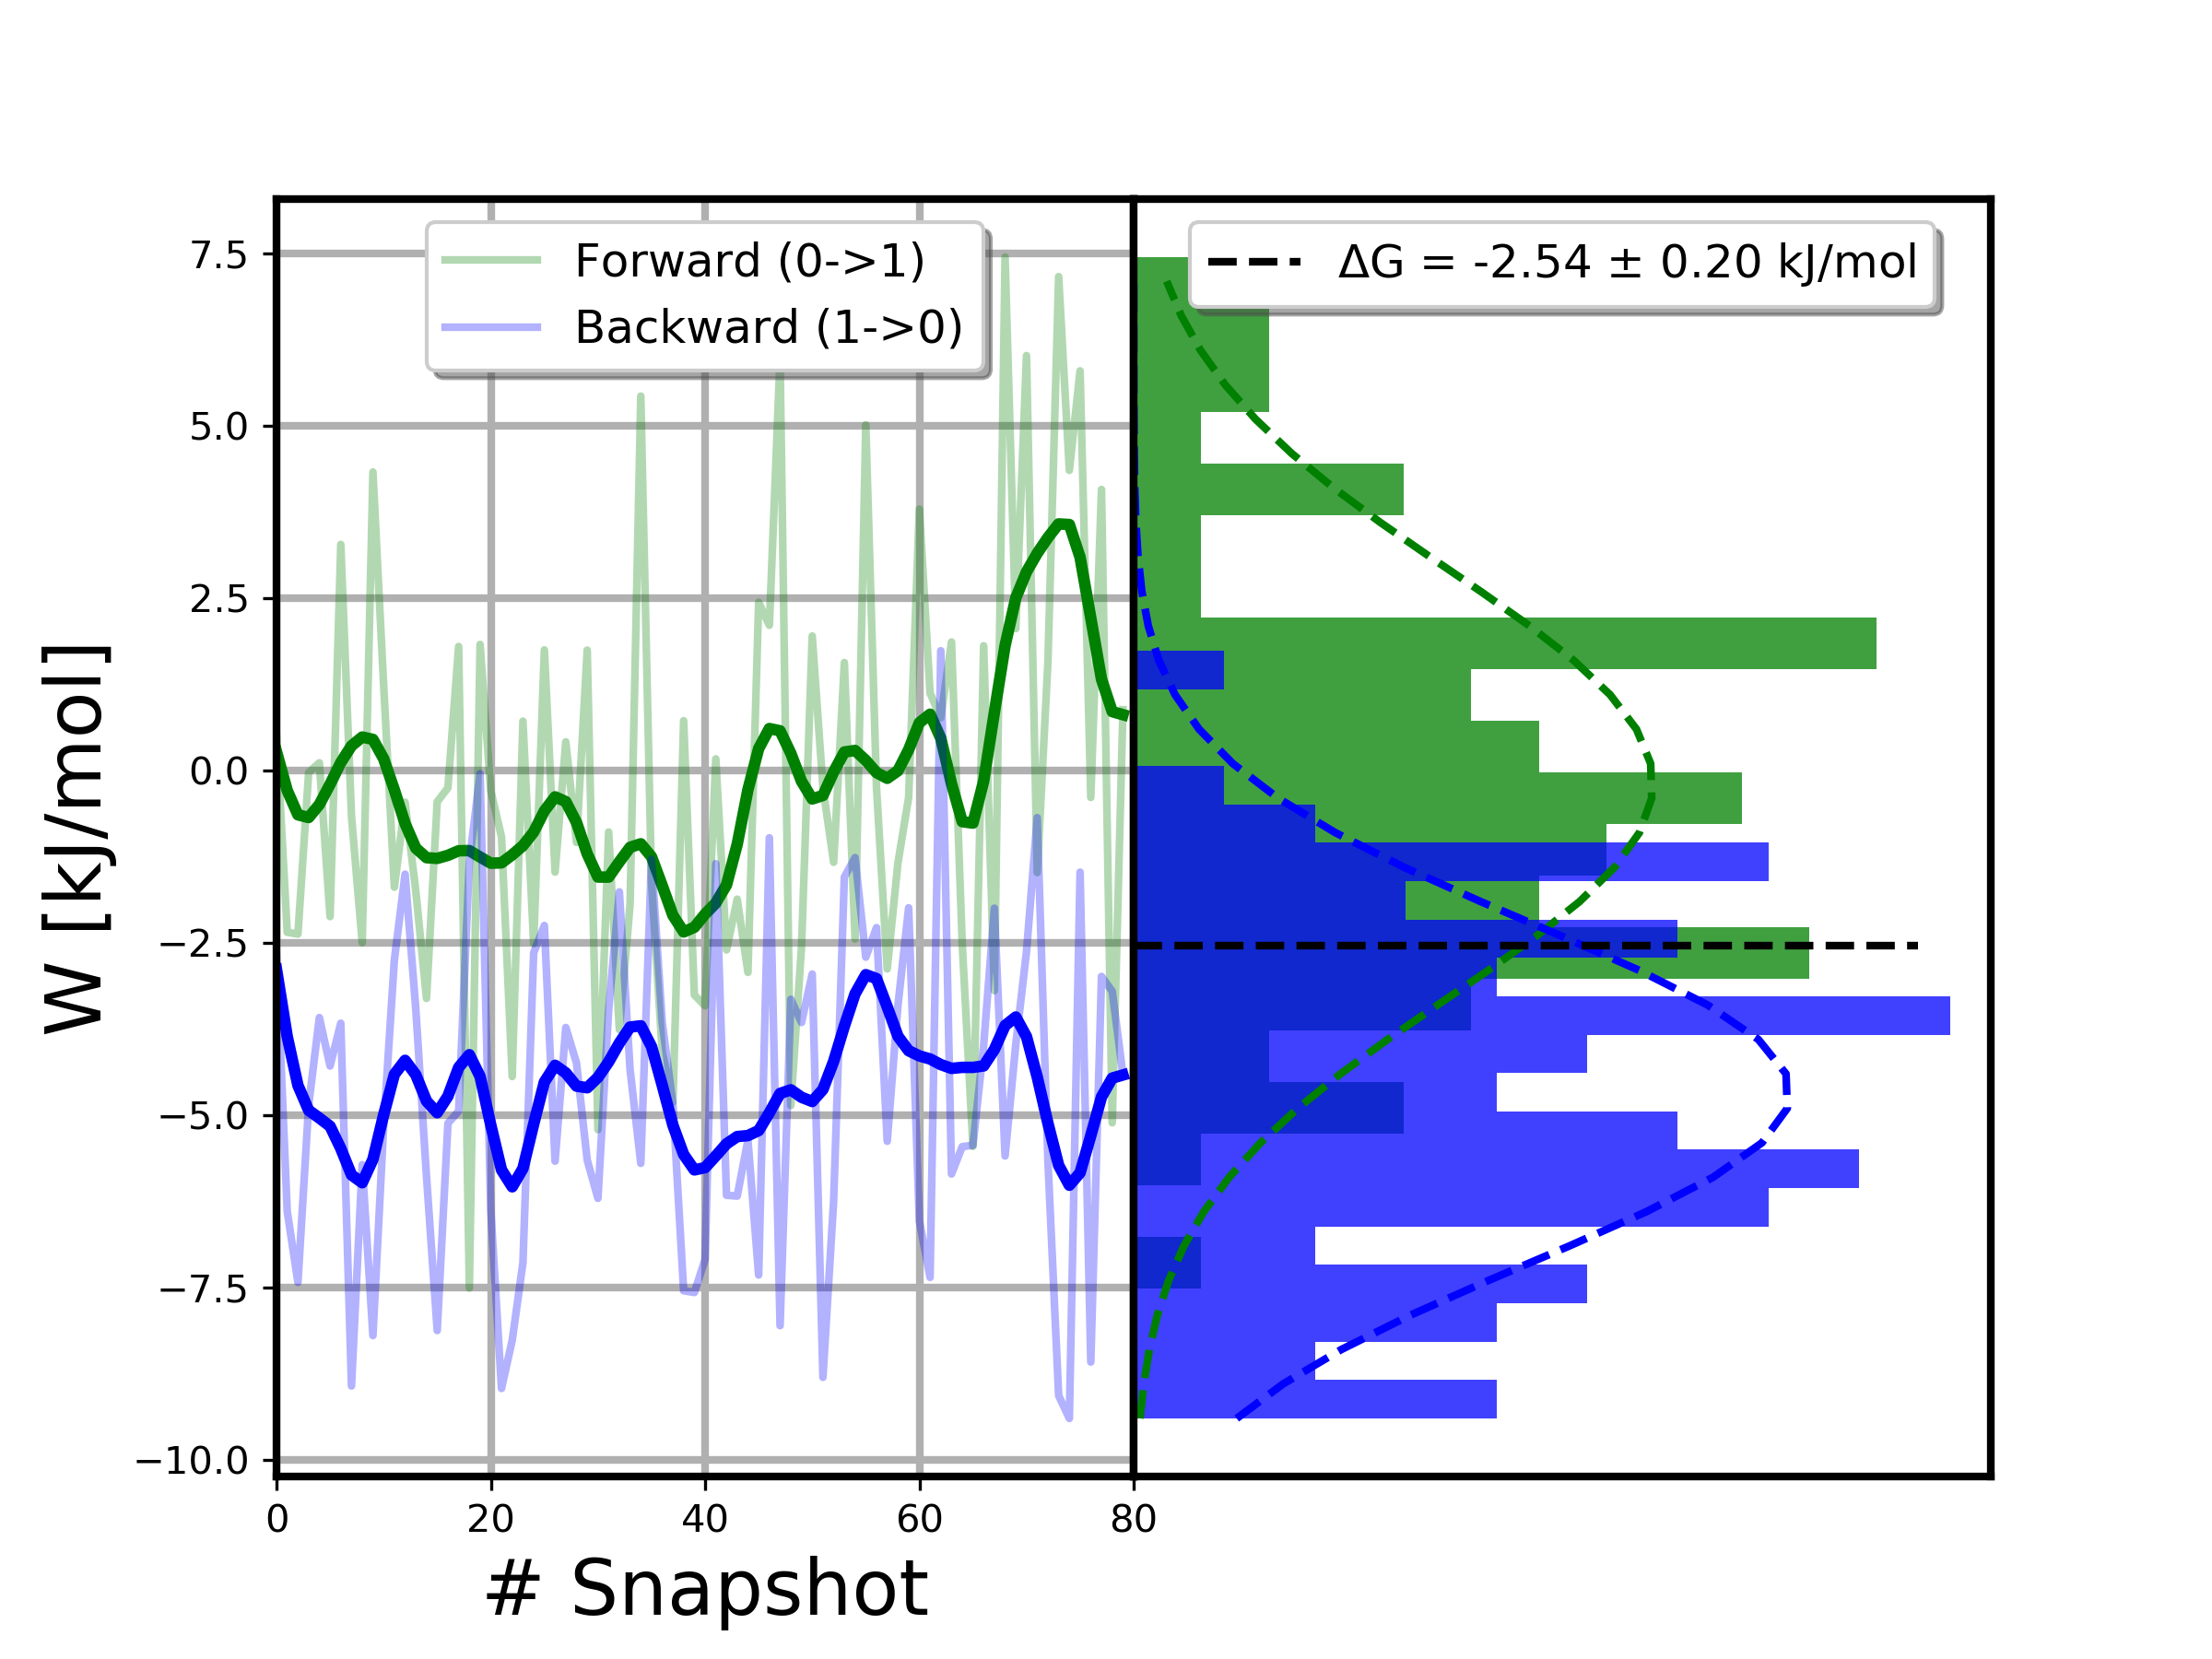 Forward (0->1)
Backward (1->0)
ΔG = -2.54 ± 0.20 kJ/mol
W [kJ/mol]
7.5
5.0
2.5
0.0
−2.5
−5.0
−7.5
−10.0
0 20 40 60 80
# Snapshot